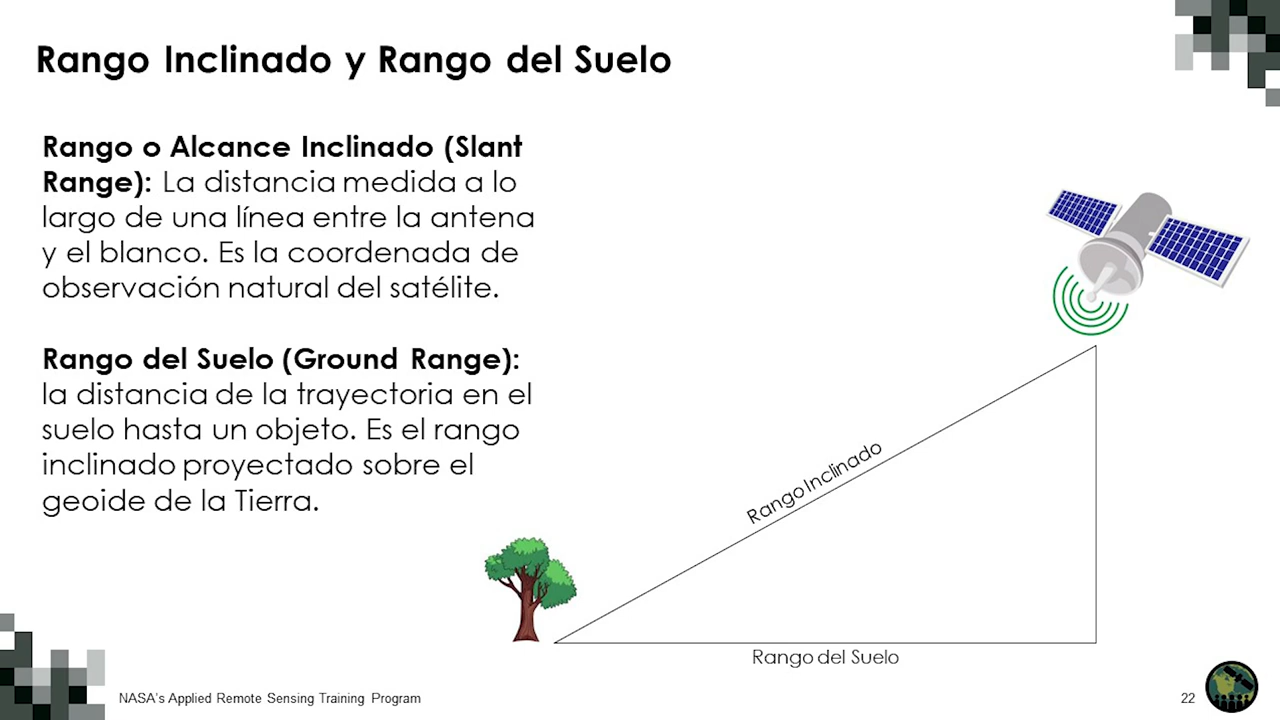 Rango Inclinado y Rango del Suelo
Rango o Alcance Inclinado (Slant
Range): La distancia medida a lo
largo de una línea entre la antena
y el blanco. Es la coordenada de
observación natural del satélite.
Rango del Suelo (Ground Range):
la distancia de la trayectoria en el
suelo hasta un objeto. Es el rango
inclinado proyectado sobre el
geoide de la Tierra.
Rango Inclinado
Rango del Suelo
NASA's Applied Remote Sensing Training Program
22